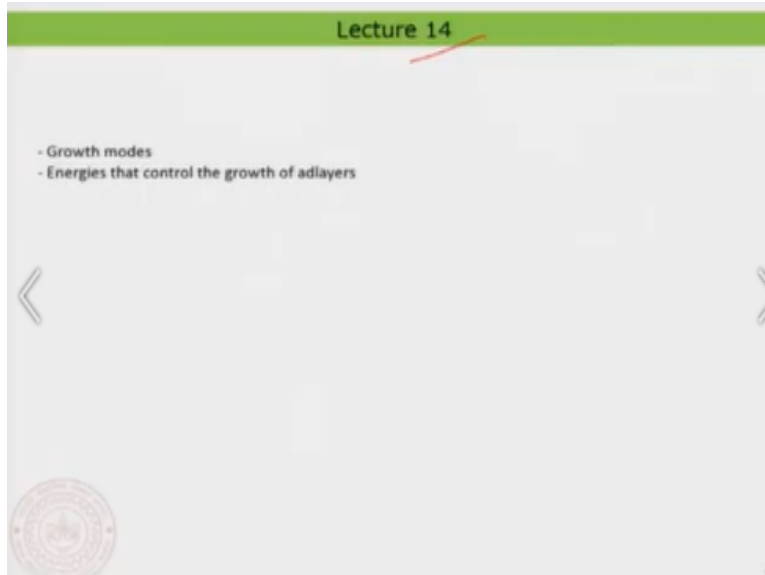 Lecture 14
- Growth modes
- Energies that control the growth of adlayers